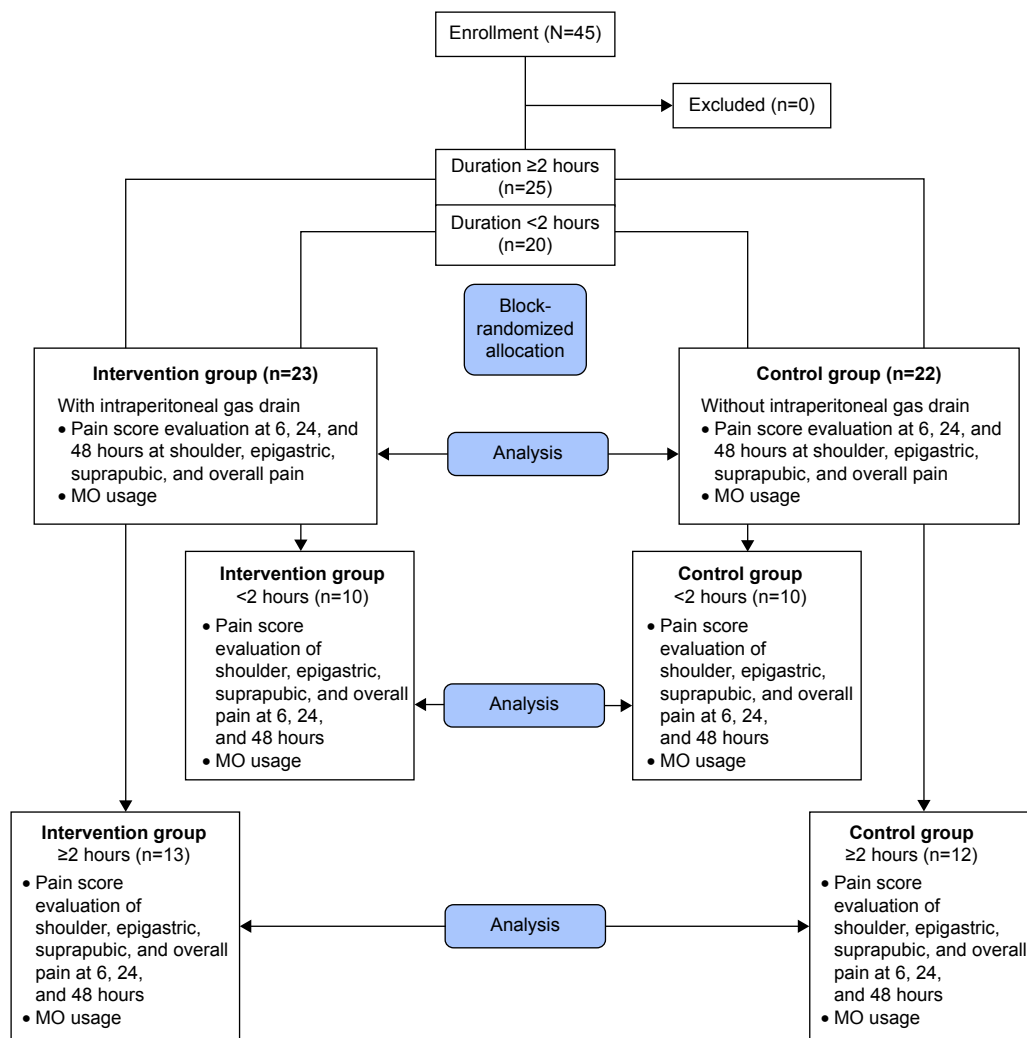 Enrollment (N=45)
Excluded (n=0)
Duration ≥2 hours
(n=25)
Duration <2 hours
(n=20)
Block-
randomized
allocation
Intervention group (n=23)
With intraperitoneal gas drain
• Pain score evaluation at 6, 24, and
48 hours at shoulder, epigastric,
suprapubic, and overall pain
• MO usage
Analysis
Control group (n=22)
Without intraperitoneal gas drain
• Pain score evaluation at 6, 24, and
48 hours at shoulder, epigastric,
suprapubic, and overall pain
• MO usage
Intervention group
<2 hours (n=10)
• Pain score
evaluation of
shoulder, epigastric,
suprapubic, and overall
pain at 6, 24,
and 48 hours
• MO usage
Analysis
Control group
<2 hours (n=10)
• Pain score
evaluation of
shoulder, epigastric,
suprapubic, and overall
pain at 6, 24,
and 48 hours
• MO usage
Intervention group
≥2 hours (n=13)
• Pain score
evaluation of
shoulder, epigastric,
suprapubic, and overall
pain at 6, 24,
and 48 hours
• MO usage
Analysis
Control group
≥2 hours (n=12)
• Pain score
evaluation of
shoulder, epigastric,
suprapubic, and overall
pain at 6, 24,
and 48 hours
• MO usage